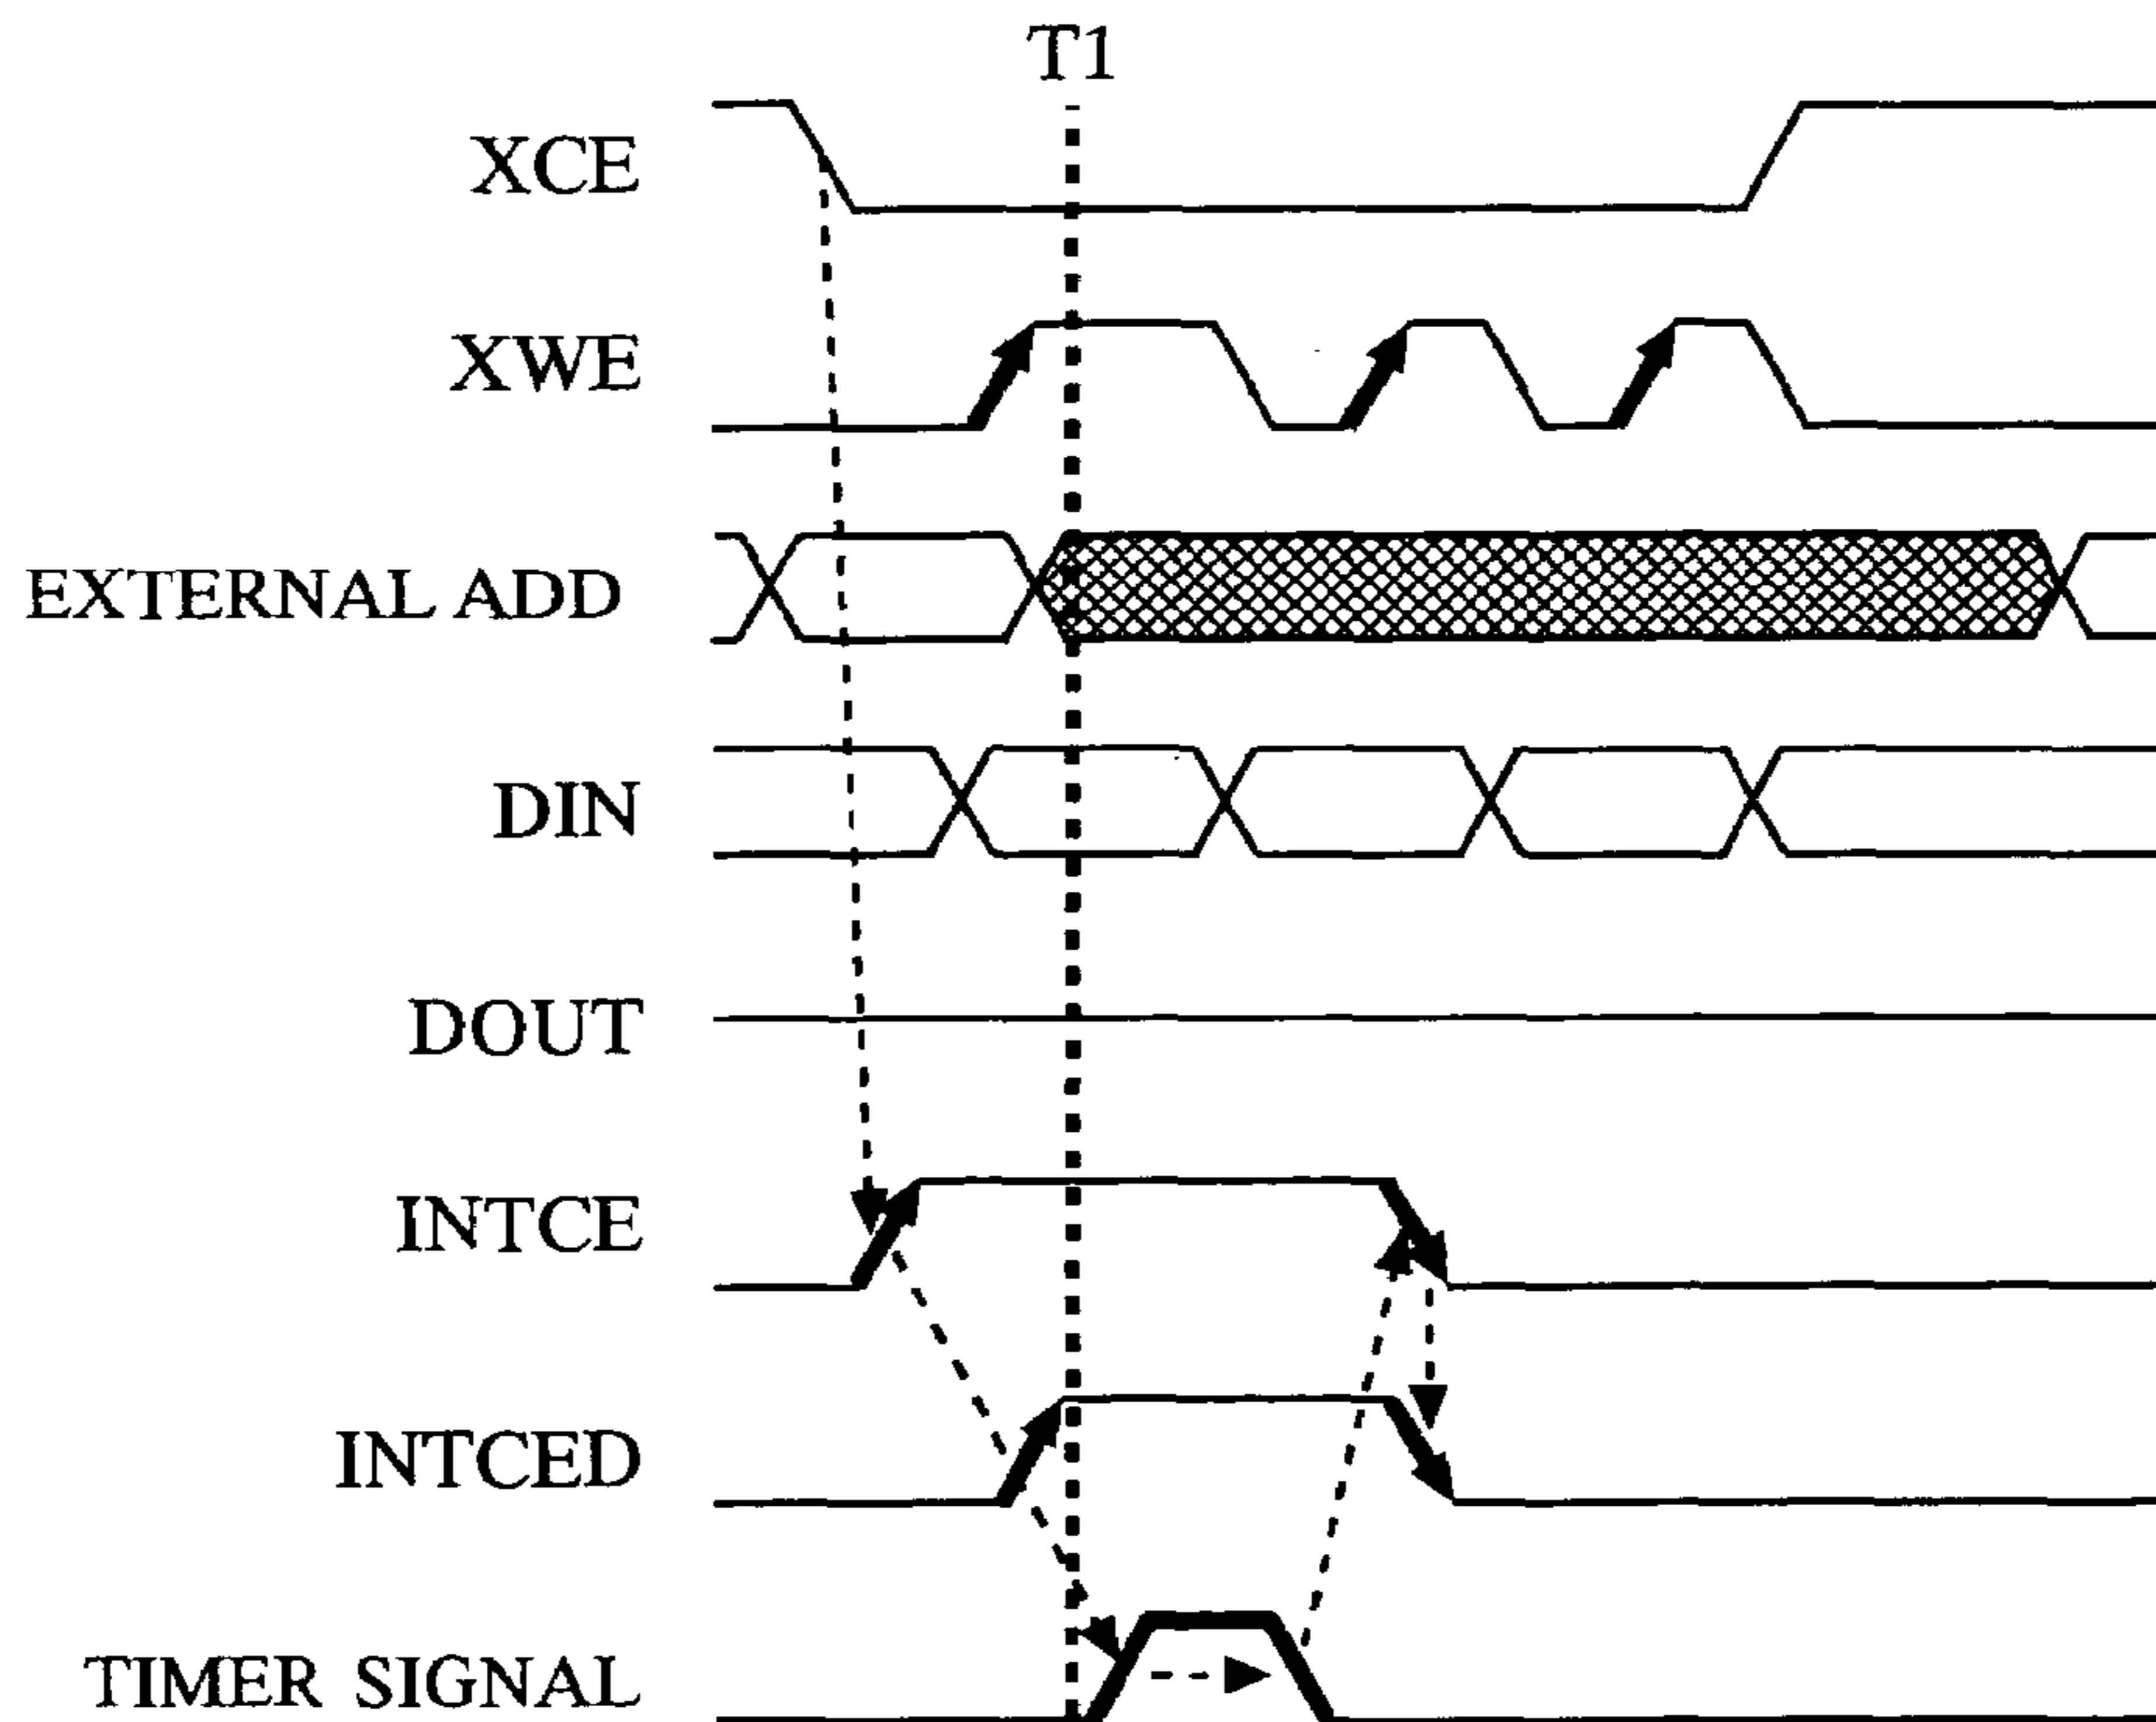 T1
XCE
XWE
EXTERNAL ADD
DIN
DOUT
INTCE
INTCED
TIMER SIGNAL